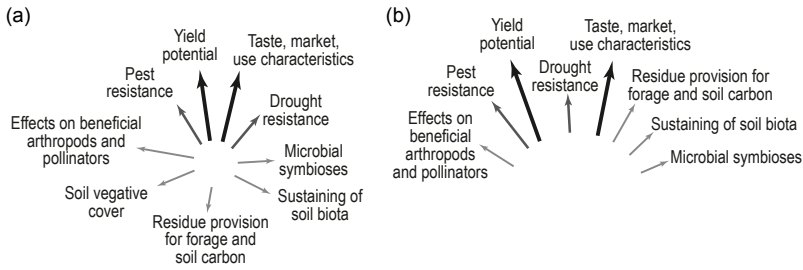 (a)
Yield
potential
Taste, market,
use characteristics
Pest
resistance
Drought
resistance
Effects on beneficial
arthropods and
pollinators
Microbial
symbioses
Soil vegative
cover
Sustaining of
soil biota
Residue provision
for forage and
soil carbon
(b)
Yield
potential
Taste, market,
use characteristics
Pest
resistance
Drought
resistance
Residue provision for
forage and soil carbon
Effects on
beneficial
arthropods
and pollinators
Sustaining of soil biota
Microbial symbioses